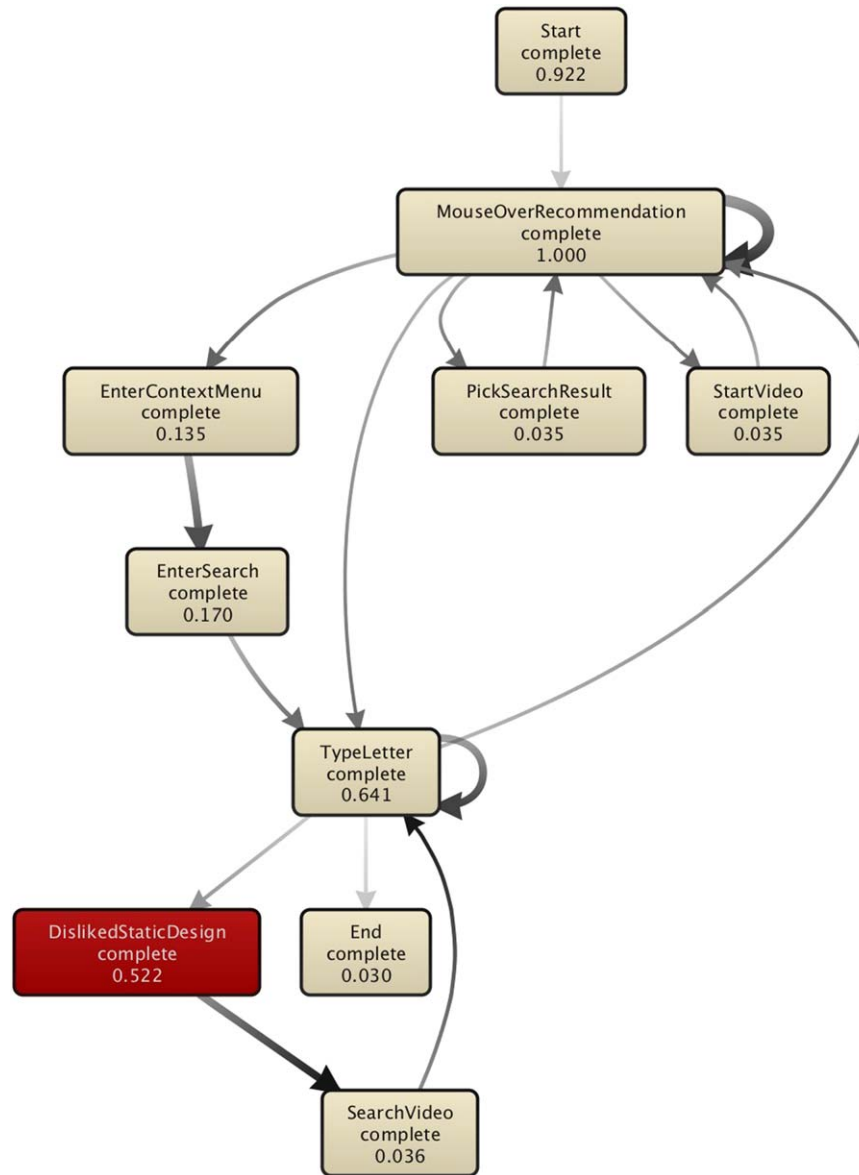 Start
complete
0.922
MouseOverRecommendation
complete
1.000
EnterContextMenu
complete
0.135
PickSearchResult
complete
0.035
StartVideo
complete
0.035
EnterSearch
complete
0.170
TypeLetter
complete
0.641
DislikedStaticDesign
complete
0.522
End
complete
0.030
SearchVideo
complete
0.036